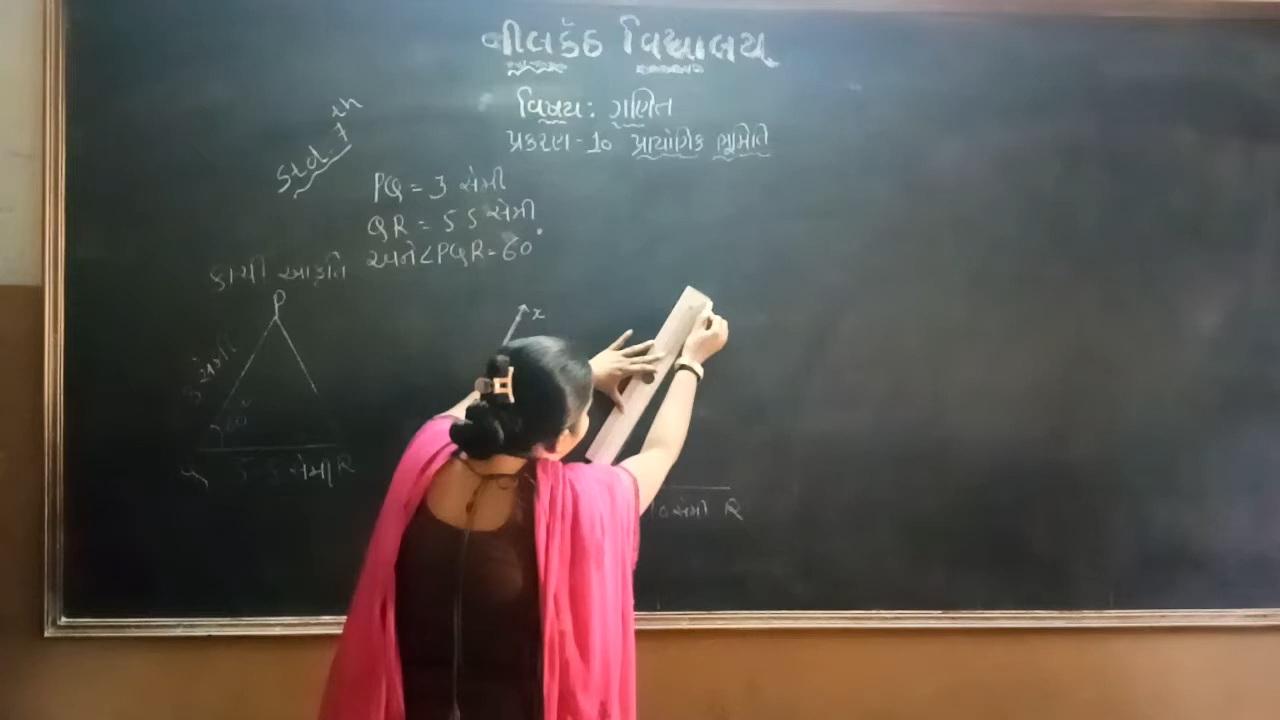 નીલકંઠ વિદ્યાલય
વિષય: ગણિત
પ્રકરણ-10 પ્રાયોગિક ભૂમિતિ
Std-7th
PQ = 3 સેમી
QR = 5.5 સેમી
અને ∠PQR=60°
કાચી આકૃતિ
P
સેમી
60
5.5 સેમી R
x
10 સેમી R